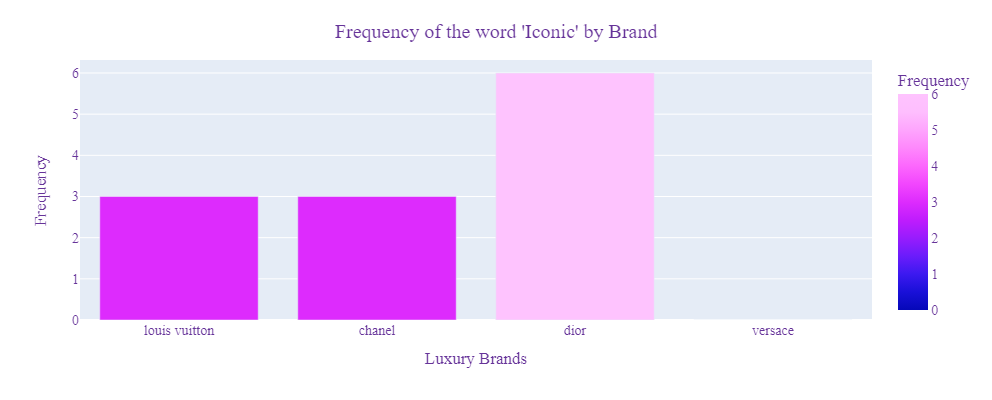 Frequency of the word 'Iconic' by Brand
Frequency
6
5
4
3
2
1
0
louis vuitton
chanel
dior
versace
Luxury Brands
Frequency
6
5
4
3
2
1
0